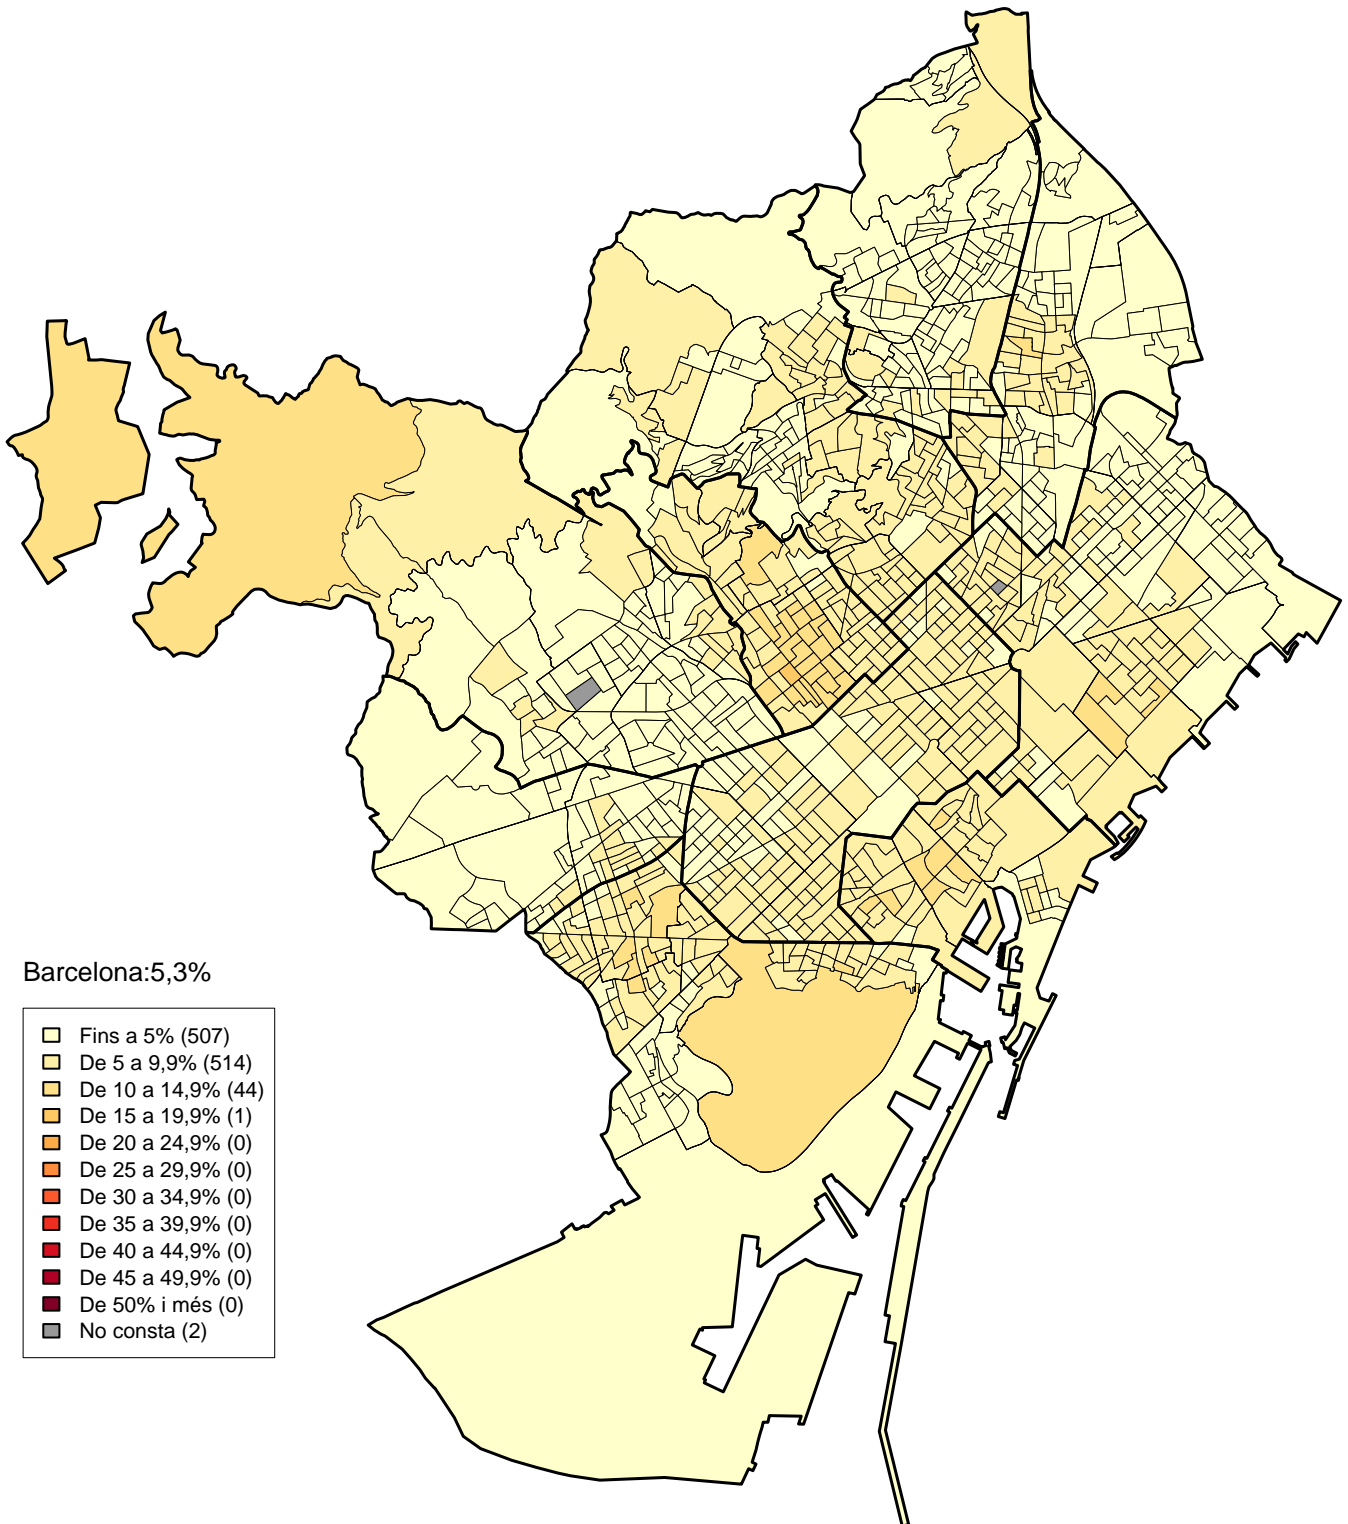 Barcelona:5,3%
Fins a 5% (507)
De 5 a 9,9% (514)
De 10 a 14,9% (44)
De 15 a 19,9% (1)
De 20 a 24,9% (0)
De 25 a 29,9% (0)
De 30 a 34,9% (0)
De 35 a 39,9% (0)
De 40 a 44,9% (0)
De 45 a 49,9% (0)
De 50% i més (0)
No consta (2)